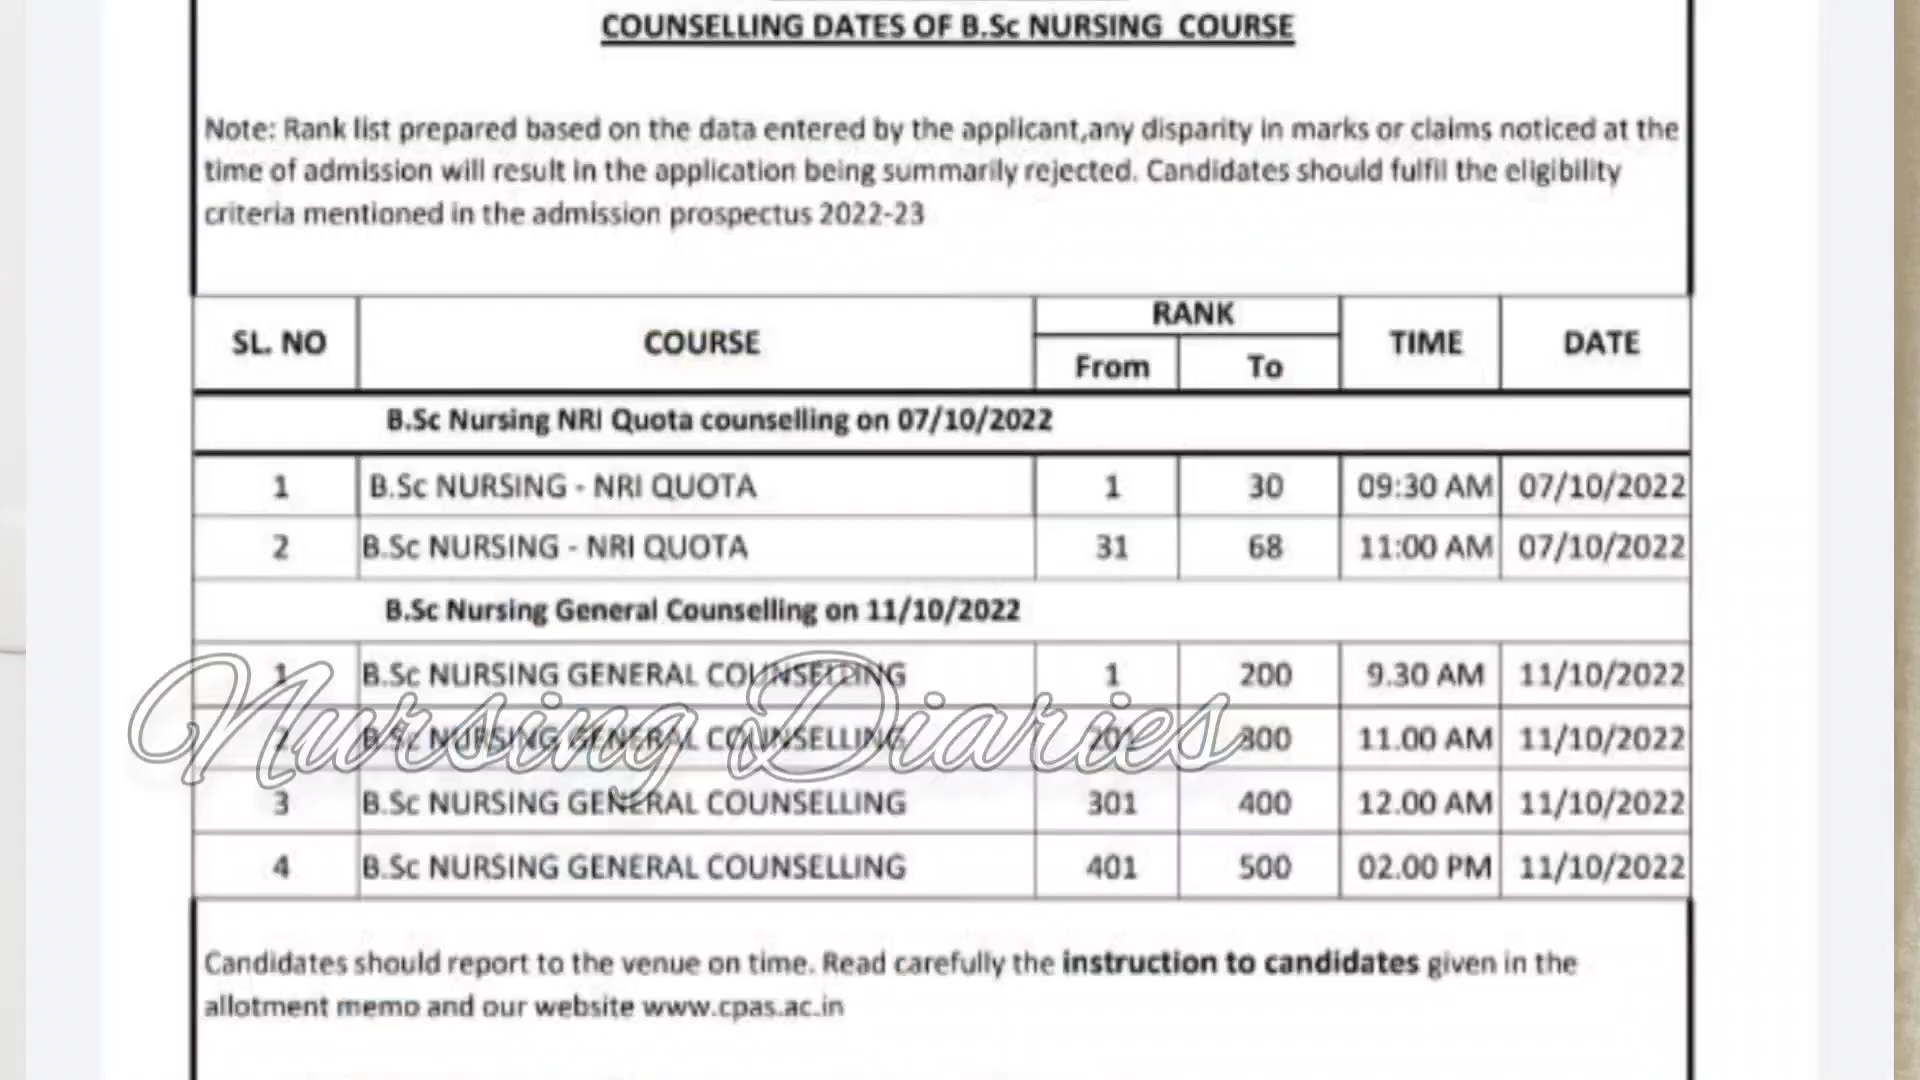 COUNSELLING DATES OF B.Sc NURSING COURSE
Note: Rank list prepared based on the data entered by the applicant,any disparity in marks or claims noticed at the
time of admission will result in the application being summarily rejected. Candidates should fulfil the eligibility
criteria mentioned in the admission prospectus 2022-23
SL. NO COURSE RANK TIME DATE
From To
B.Sc Nursing NRI Quota counselling on 07/10/2022
1 B.Sc NURSING - NRI QUOTA 1 30 09:30 AM 07/10/2022
2 B.Sc NURSING - NRI QUOTA 31 68 11:00 AM 07/10/2022
B.Sc Nursing General Counselling on 11/10/2022
1 B.Sc NURSING GENERAL COUNSELLING 1 200 9.30 AM 11/10/2022
Nursing Diaries
2 B.Sc NURSING GENERAL COUNSELLING 201 300 11.00 AM 11/10/2022
3 B.Sc NURSING GENERAL COUNSELLING 301 400 12.00 AM 11/10/2022
4 B.Sc NURSING GENERAL COUNSELLING 401 500 02.00 PM 11/10/2022
Candidates should report to the venue on time. Read carefully the instruction to candidates given in the
allotment memo and our website www.cpas.ac.in